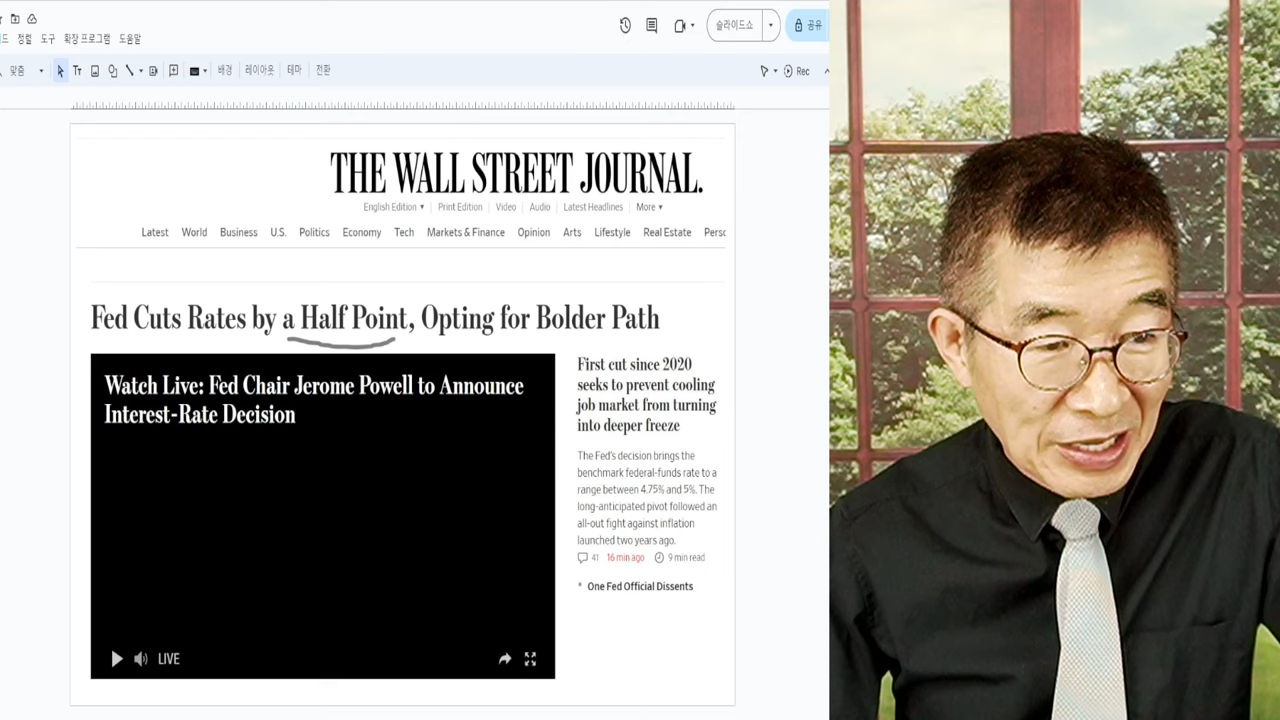 정렬 도구 확장 프로그램 도움말
슬라이드쇼
공유
맞춤
Tт
배경 레이아웃 테마 전환
Rec
THE WALL STREET JOURNAL.
English Edition ▾ Print Edition Video Audio Latest Headlines More ▾
Latest World Business U.S. Politics Economy Tech Markets & Finance Opinion Arts Lifestyle Real Estate Perso
Fed Cuts Rates by a Half Point, Opting for Bolder Path
Watch Live: Fed Chair Jerome Powell to Announce
Interest-Rate Decision
LIVE
First cut since 2020
seeks to prevent cooling
job market from turning
into deeper freeze
The Fed's decision brings the
benchmark federal-funds rate to a
range between 4.75% and 5%. The
long-anticipated pivot followed an
all-out fight against inflation
launched two years ago.
41 16 min ago 9 min read
* One Fed Official Dissents